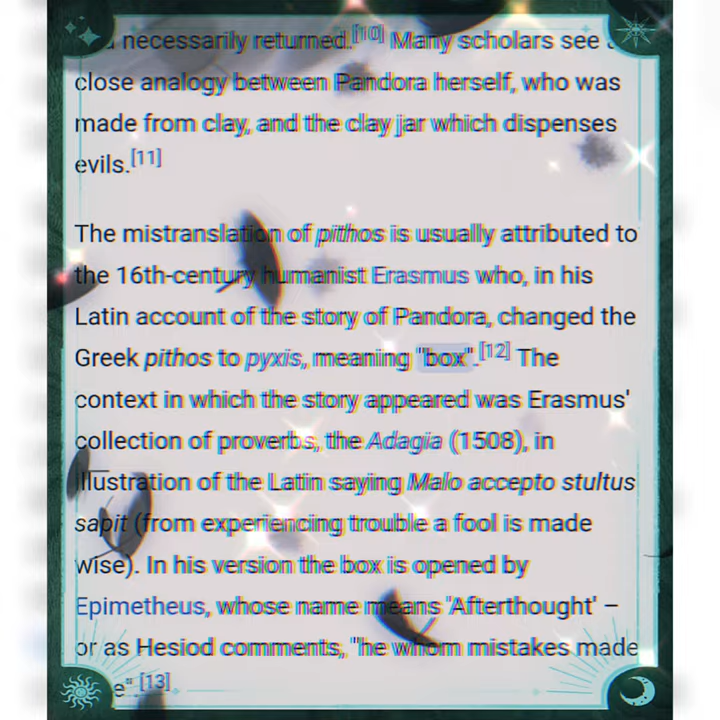 necessarily returned.[10] Many scholars see a
close analogy between Pandora herself, who was
made from clay, and the clay jar which dispenses
evils.[11]
The mistranslation of pithos is usually attributed to
the 16th-century humanist Erasmus who, in his
Latin account of the story of Pandora, changed the
Greek pithos to pyxis, meaning "box".[12] The
context in which the story appeared was Erasmus'
collection of proverbs, the Adagia (1508), in
illustration of the Latin saying Malo accepto stultus
sapit (from experiencing trouble a fool is made
wise). In his version the box is opened by
Epimetheus, whose name means 'Afterthought' –
or as Hesiod comments, "he whom mistakes made
e".[13]